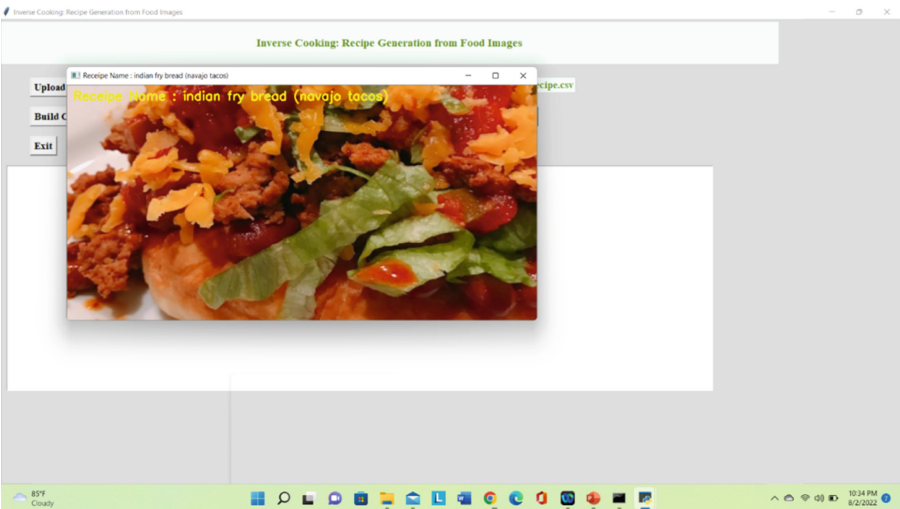 Inverse Cooking: Recipe Generation from Food Images
Inverse Cooking: Recipe Generation from Food Images
Upload
ecipe.csv
Receipe Name : indian fry bread (navajo tacos)
Receipe Name : indian fry bread (navajo tacos)
Build C
Exit
85°F
Cloudy
10:34 PM
8/2/2022